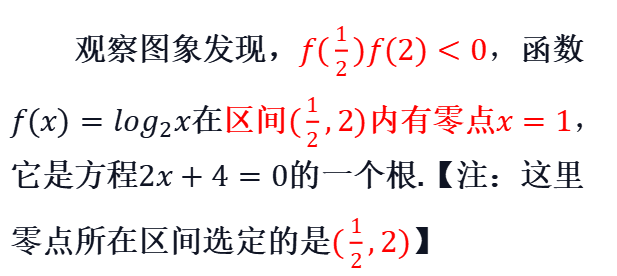 观察图象发现，f(1/2)f(2) < 0，函数
f(x) = log₂x在区间(1/2, 2)内有零点x = 1，
它是方程2x + 4 = 0的一个根.【注：这里
零点所在区间选定的是(1/2, 2)】